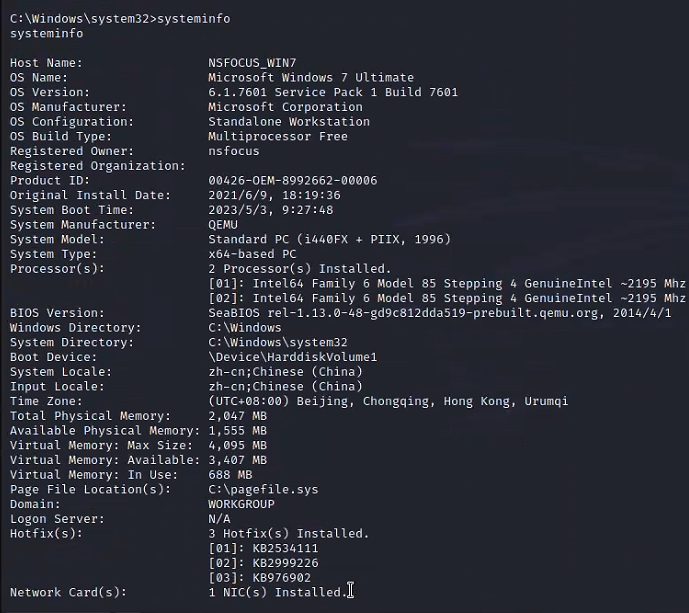 C:\Windows\system32>systeminfo
systeminfo
Host Name: NSFOCUS_WIN7
OS Name: Microsoft Windows 7 Ultimate
OS Version: 6.1.7601 Service Pack 1 Build 7601
OS Manufacturer: Microsoft Corporation
OS Configuration: Standalone Workstation
OS Build Type: Multiprocessor Free
Registered Owner: nsfocus
Registered Organization:
Product ID: 00426-OEM-8992662-00006
Original Install Date: 2021/6/9, 18:19:36
System Boot Time: 2023/5/3, 9:27:48
System Manufacturer: QEMU
System Model: Standard PC (i440FX + PIIX, 1996)
System Type: x64-based PC
Processor(s): 2 Processor(s) Installed.
[01]: Intel64 Family 6 Model 85 Stepping 4 GenuineIntel ~2195 Mhz
[02]: Intel64 Family 6 Model 85 Stepping 4 GenuineIntel ~2195 Mhz
BIOS Version: SeaBIOS rel-1.13.0-48-gd9c812dda519-prebuilt.qemu.org, 2014/4/1
Windows Directory: C:\Windows
System Directory: C:\Windows\system32
Boot Device: \Device\HarddiskVolume1
System Locale: zh-cn;Chinese (China)
Input Locale: zh-cn;Chinese (China)
Time Zone: (UTC+08:00) Beijing, Chongqing, Hong Kong, Urumqi
Total Physical Memory: 2,047 MB
Available Physical Memory: 1,555 MB
Virtual Memory: Max Size: 4,095 MB
Virtual Memory: Available: 3,407 MB
Virtual Memory: In Use: 688 MB
Page File Location(s): C:\pagefile.sys
Domain: WORKGROUP
Logon Server: N/A
Hotfix(s): 3 Hotfix(s) Installed.
[01]: KB2534111
[02]: KB2999226
[03]: KB976902
Network Card(s): 1 NIC(s) Installed.